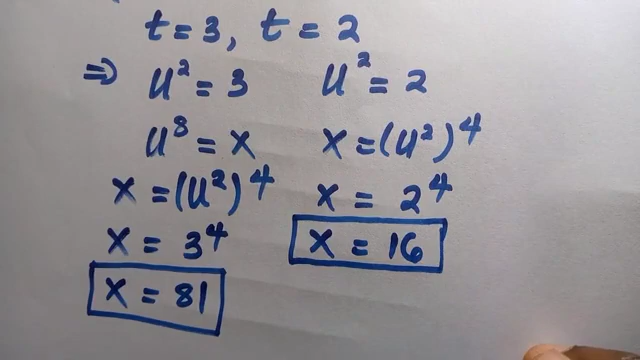 t = 3, t = 2
⇒ u² = 3 u² = 2
u⁸ = x x = (u²)⁴
x = (u²)⁴ x = 2⁴
x = 3⁴ x = 16
x = 81